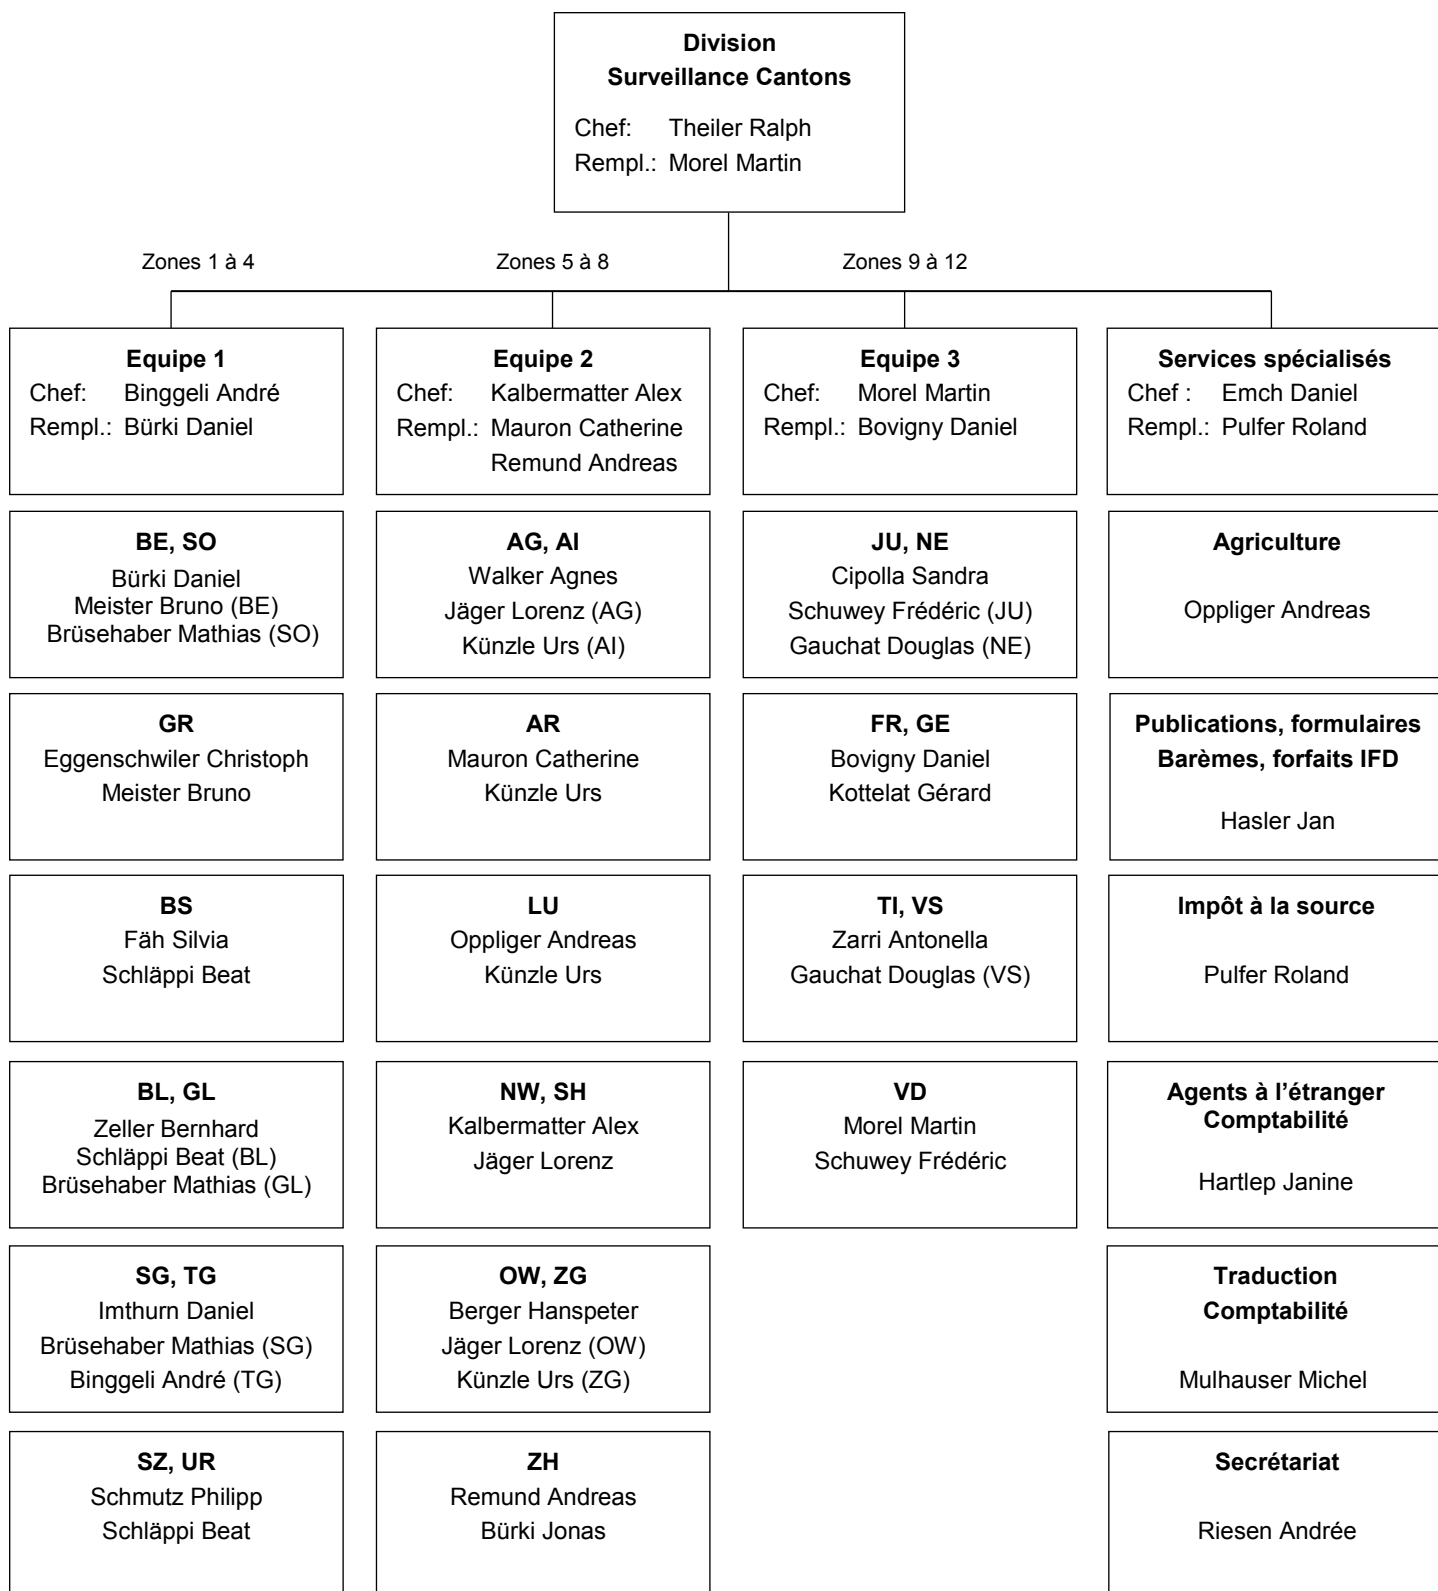 Division
Surveillance Cantons
Chef: Theiler Ralph
Rempl.: Morel Martin
Zones 1 à 4
Zones 5 à 8
Zones 9 à 12
Equipe 1
Chef: Binggeli André
Rempl.: Bürki Daniel
Equipe 2
Chef: Kalbermatter Alex
Rempl.: Mauron Catherine
Remund Andreas
Equipe 3
Chef: Morel Martin
Rempl.: Bovigny Daniel
Services spécialisés
Chef : Emch Daniel
Rempl.: Pulfer Roland
BE, SO
Bürki Daniel
Meister Bruno (BE)
Brüsehaber Mathias (SO)
AG, AI
Walker Agnes
Jäger Lorenz (AG)
Künzle Urs (AI)
JU, NE
Cipolla Sandra
Schuwey Frédéric (JU)
Gauchat Douglas (NE)
Agriculture
Oppliger Andreas
GR
Eggenschwiler Christoph
Meister Bruno
AR
Mauron Catherine
Künzle Urs
FR, GE
Bovigny Daniel
Kottelat Gérard
Publications, formulaires
Barèmes, forfaits IFD
Hasler Jan
BS
Fäh Silvia
Schläppi Beat
LU
Oppliger Andreas
Künzle Urs
TI, VS
Zarri Antonella
Gauchat Douglas (VS)
Impôt à la source
Pulfer Roland
BL, GL
Zeller Bernhard
Schläppi Beat (BL)
Brüsehaber Mathias (GL)
NW, SH
Kalbermatter Alex
Jäger Lorenz
VD
Morel Martin
Schuwey Frédéric
Agents à l’étranger
Comptabilité
Hartlep Janine
SG, TG
Imthurn Daniel
Brüsehaber Mathias (SG)
Binggeli André (TG)
OW, ZG
Berger Hanspeter
Jäger Lorenz (OW)
Künzle Urs (ZG)
Traduction
Comptabilité
Mulhauser Michel
SZ, UR
Schmutz Philipp
Schläppi Beat
ZH
Remund Andreas
Bürki Jonas
Secrétariat
Riesen Andrée